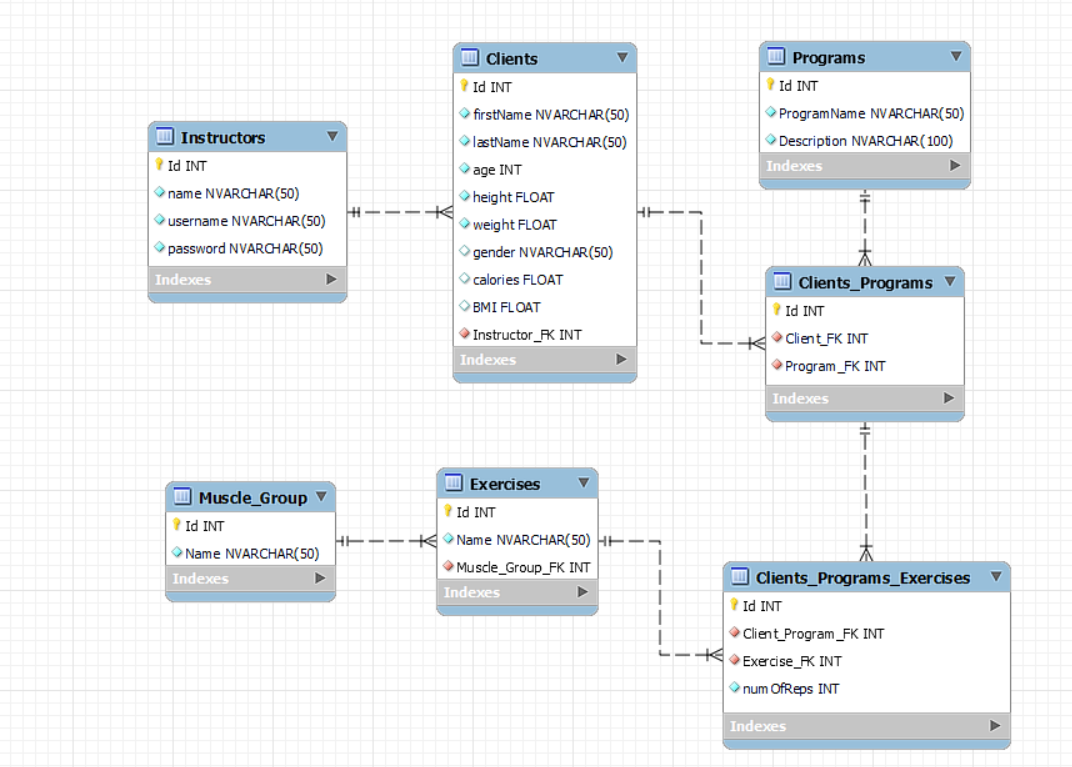 Instructors
Id INT
name NVARCHAR(50)
username NVARCHAR(50)
password NVARCHAR(50)
Indexes
Clients
Id INT
firstName NVARCHAR(50)
lastName NVARCHAR(50)
age INT
height FLOAT
weight FLOAT
gender NVARCHAR(50)
calories FLOAT
BMI FLOAT
Instructor_FK INT
Indexes
Programs
Id INT
ProgramName NVARCHAR(50)
Description NVARCHAR(100)
Indexes
Clients_Programs
Id INT
Client_FK INT
Program_FK INT
Indexes
Muscle_Group
Id INT
Name NVARCHAR(50)
Indexes
Exercises
Id INT
Name NVARCHAR(50)
Muscle_Group_FK INT
Indexes
Clients_Programs_Exercises
Id INT
Client_Program_FK INT
Exercise_FK INT
numOfReps INT
Indexes